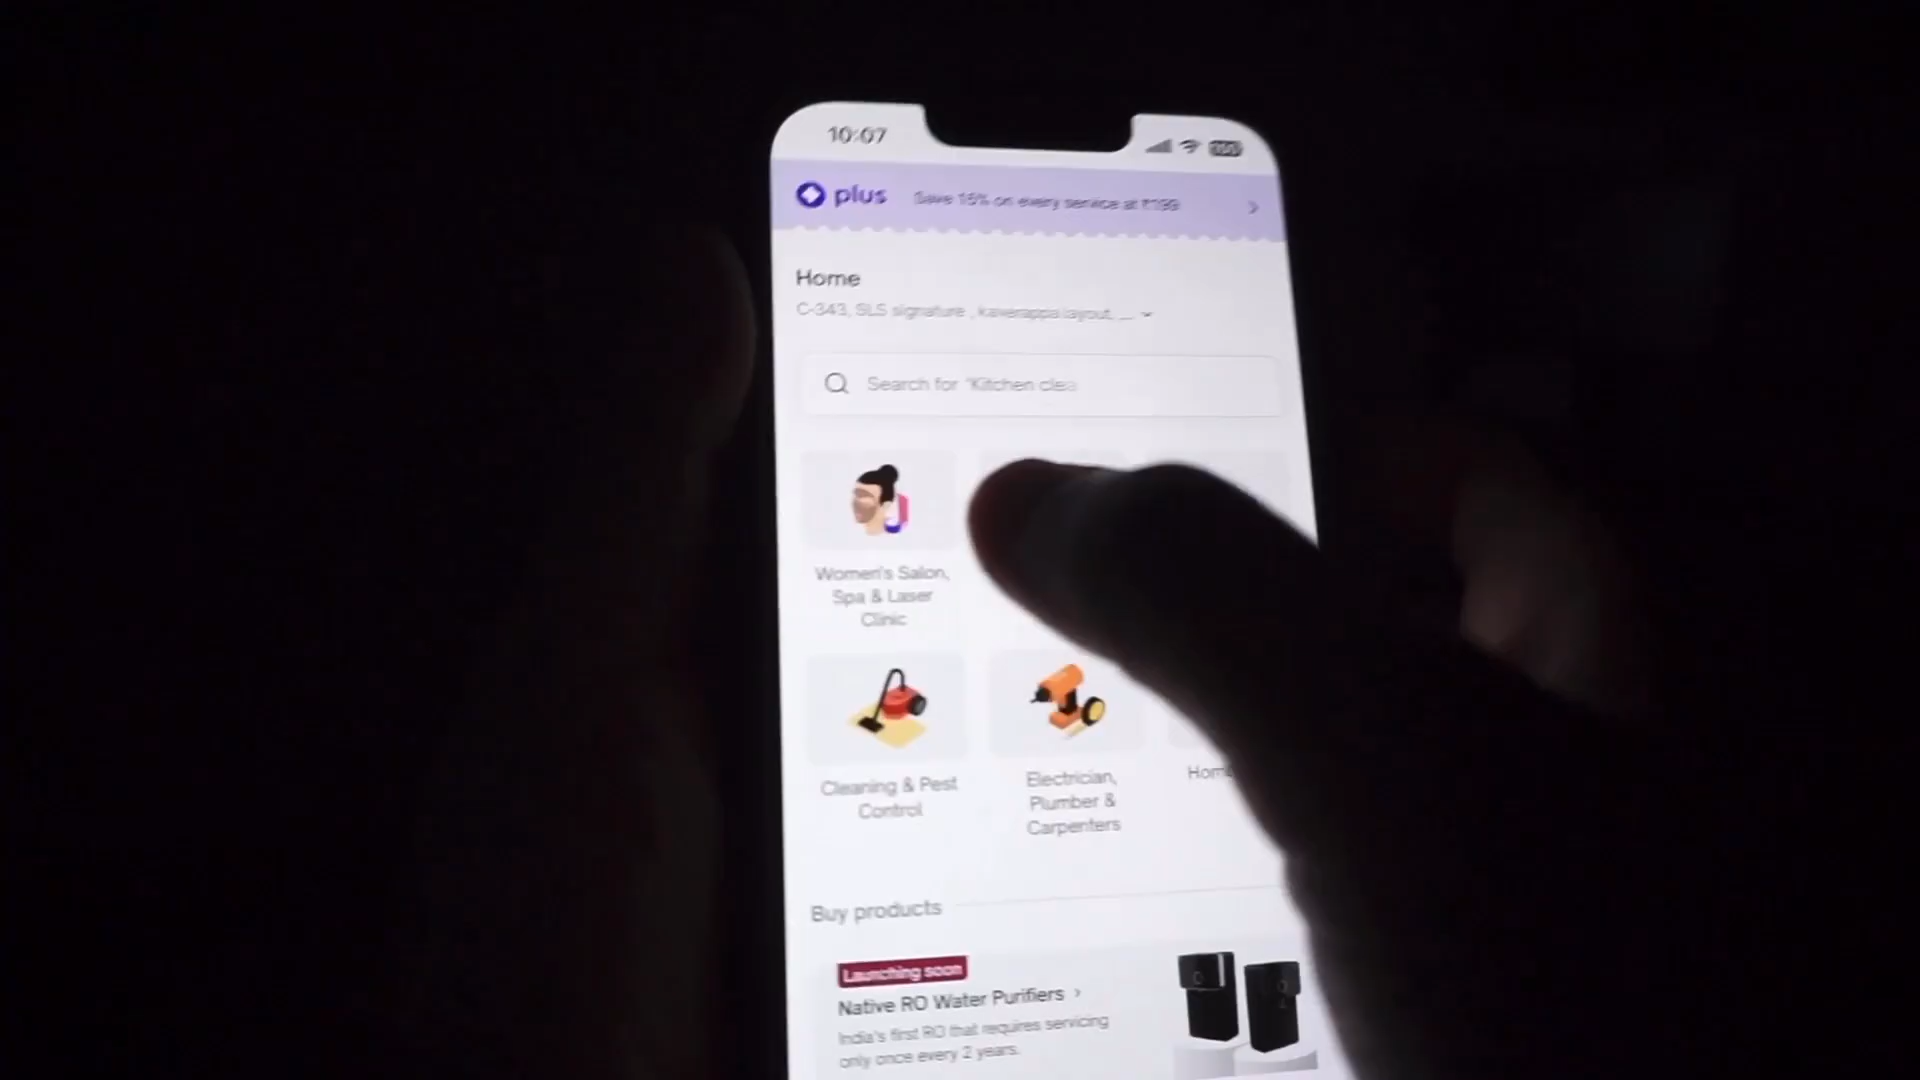 10:07
plus Save 15% on every service at ₹199
Home
C-343, SLS signature , kaverappa layout, ...
Search for "Kitchen clea
Women's Salon,
Spa & Laser
Clinic
Cleaning & Pest
Control
Electrician,
Plumber &
Carpenters
Buy products
Launching soon
Native RO Water Purifiers
India's first RO that requires servicing
only once every 2 years.